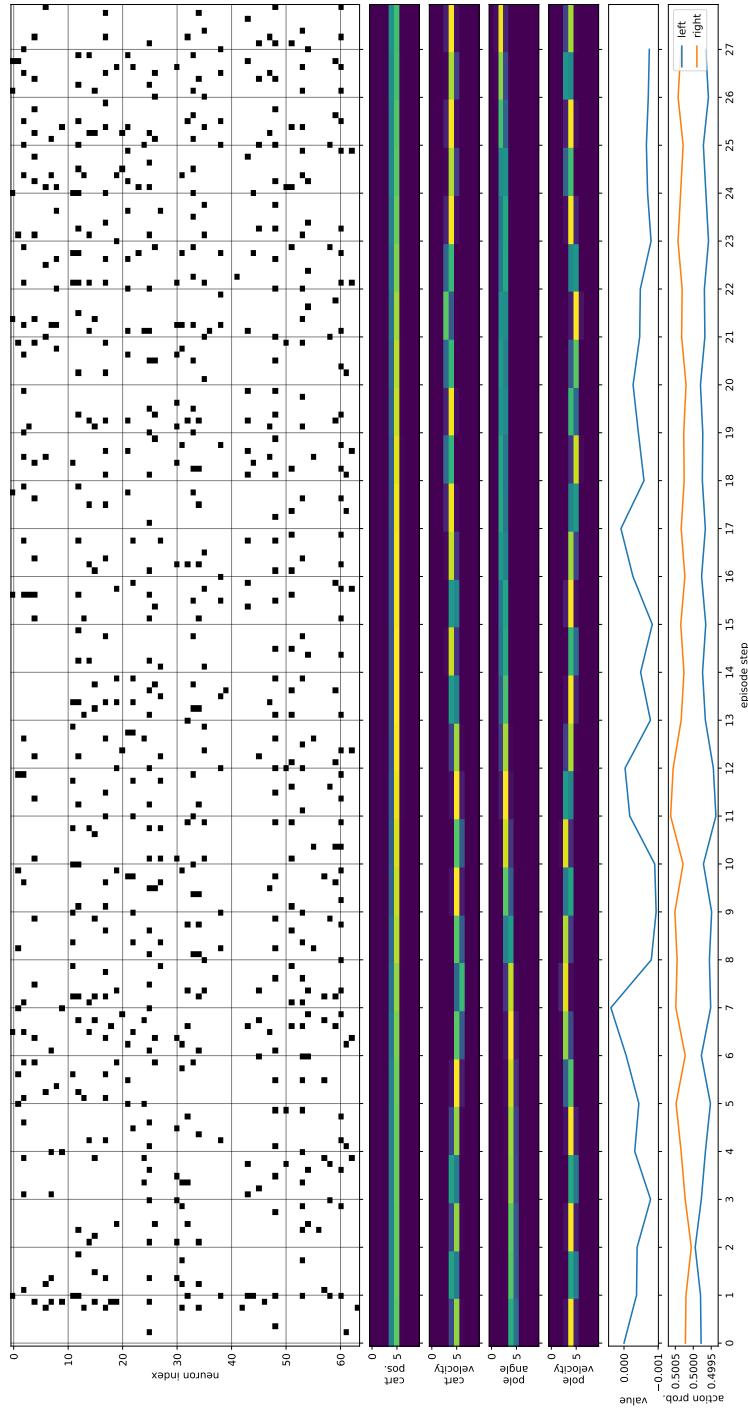 0 10 20 30 40 50 60
neuron index
0 5
cart
pos.
0 5
cart
velocity
0 5
pole
angle
0 5
pole
velocity
0.000 −0.001
value
0.5005 0.5000 0.4995
action prob.
left
right
0 1 2 3 4 5 6 7 8 9 10 11 12 13 14 15 16 17 18 19 20 21 22 23 24 25 26 27
episode step